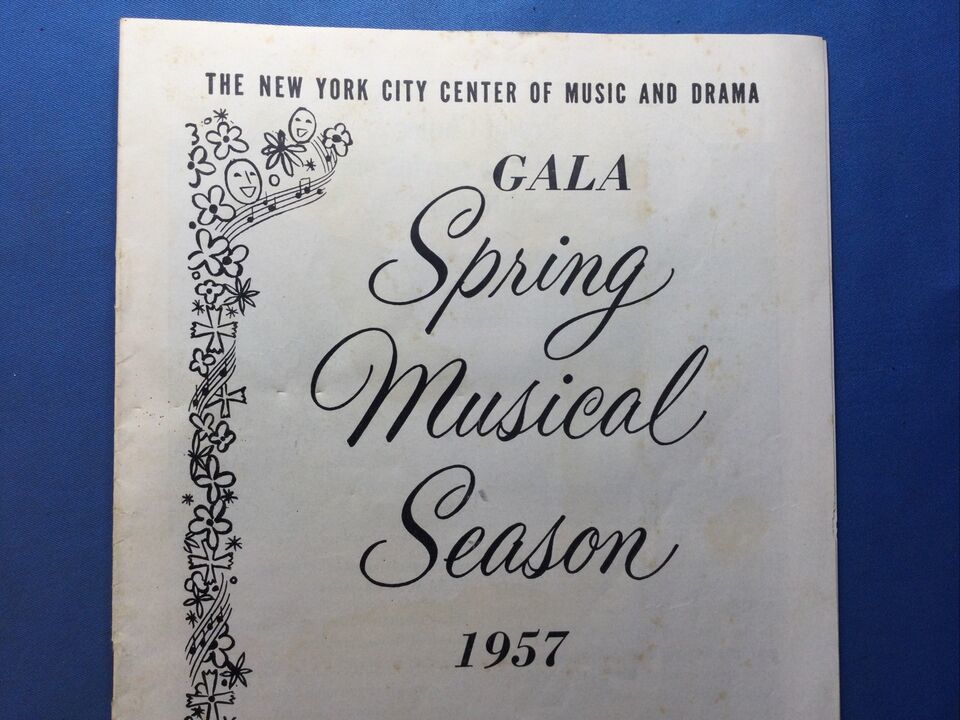 THE NEW YORK CITY CENTER OF MUSIC AND DRAMA
GALA
Spring
Musical
Season
1957